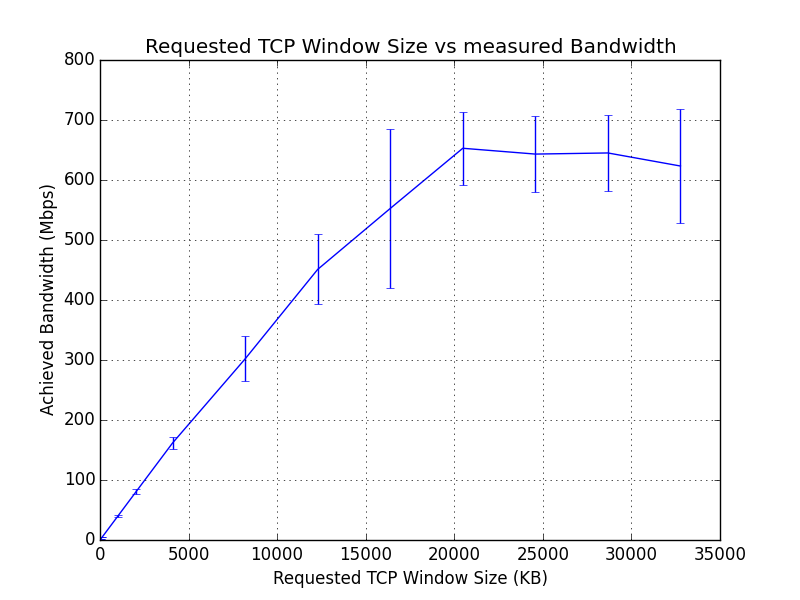 Requested TCP Window Size vs measured Bandwidth
800
700
600
500
400
300
200
100
0
Achieved Bandwidth (Mbps)
0 5000 10000 15000 20000 25000 30000 35000
Requested TCP Window Size (KB)